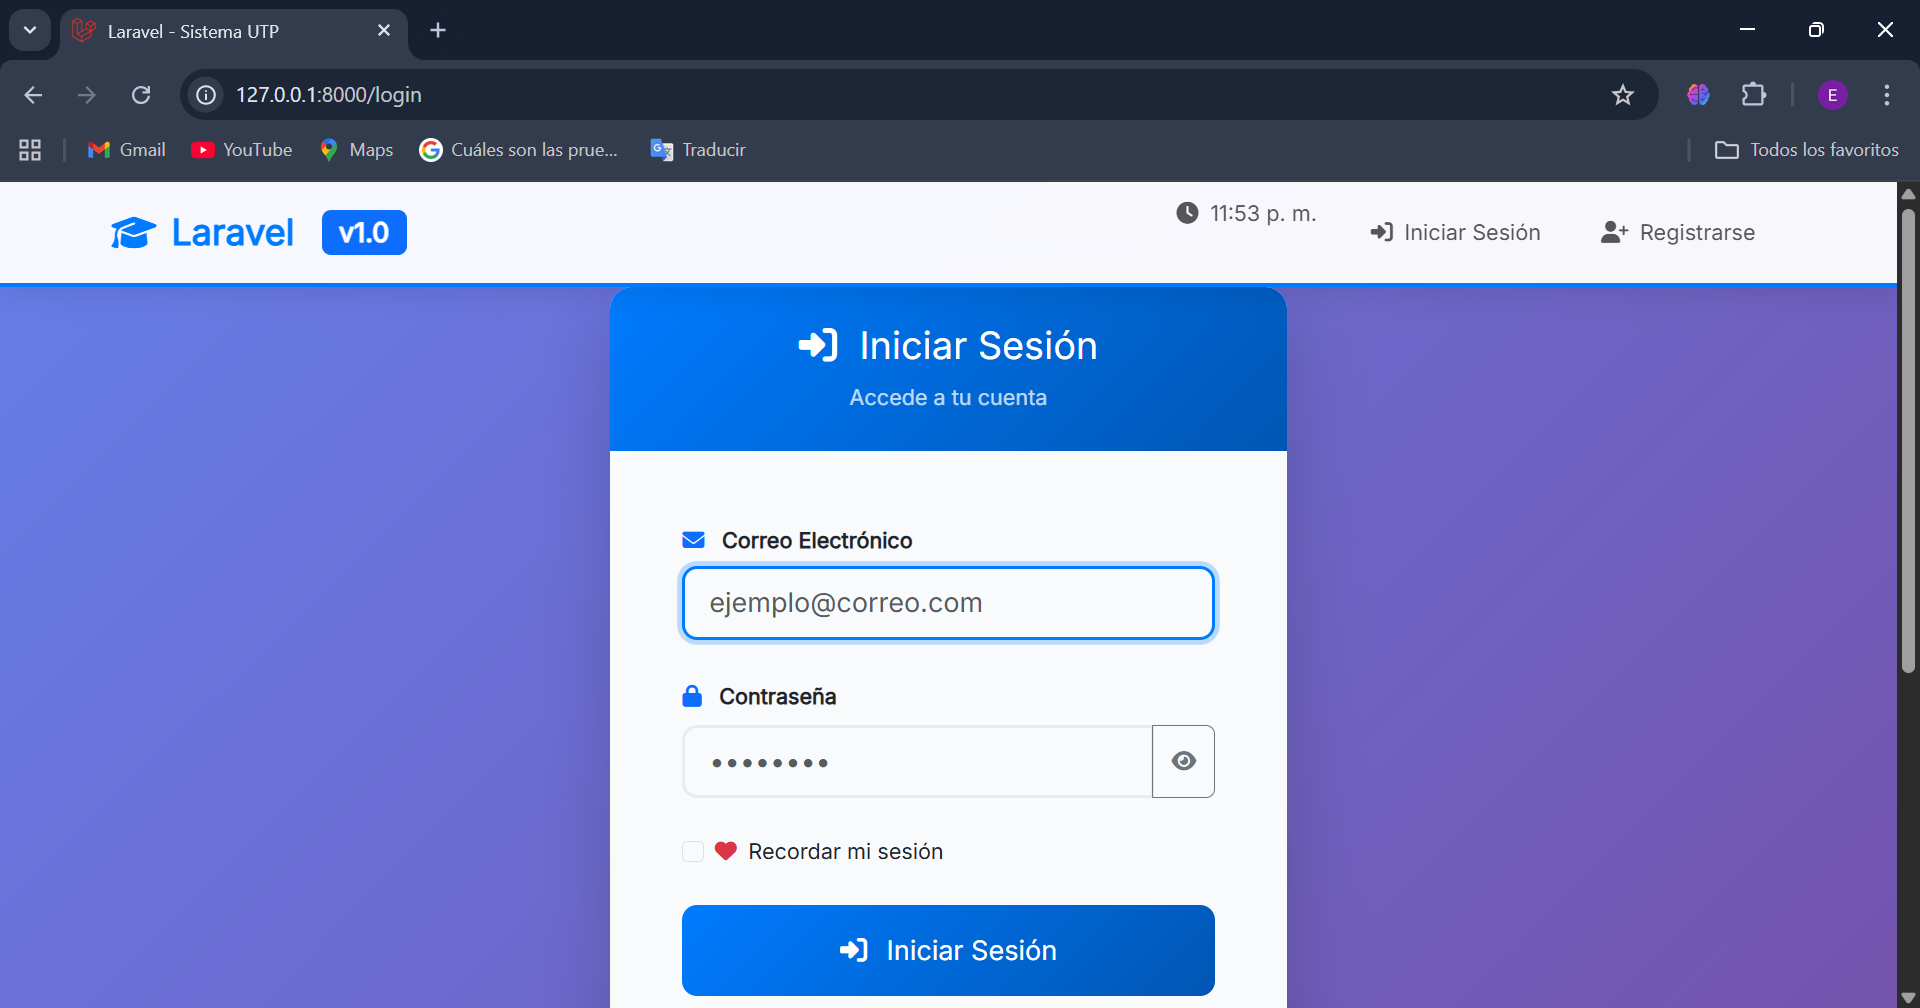 Laravel - Sistema UTP
127.0.0.1:8000/login
E
Gmail
YouTube
Maps
Cuáles son las prue...
Traducir
Todos los favoritos
Laravel
v1.0
11:53 p. m.
Iniciar Sesión
Registrarse
Iniciar Sesión
Accede a tu cuenta
Correo Electrónico
ejemplo@correo.com
Contraseña
••••••••
Recordar mi sesión
Iniciar Sesión